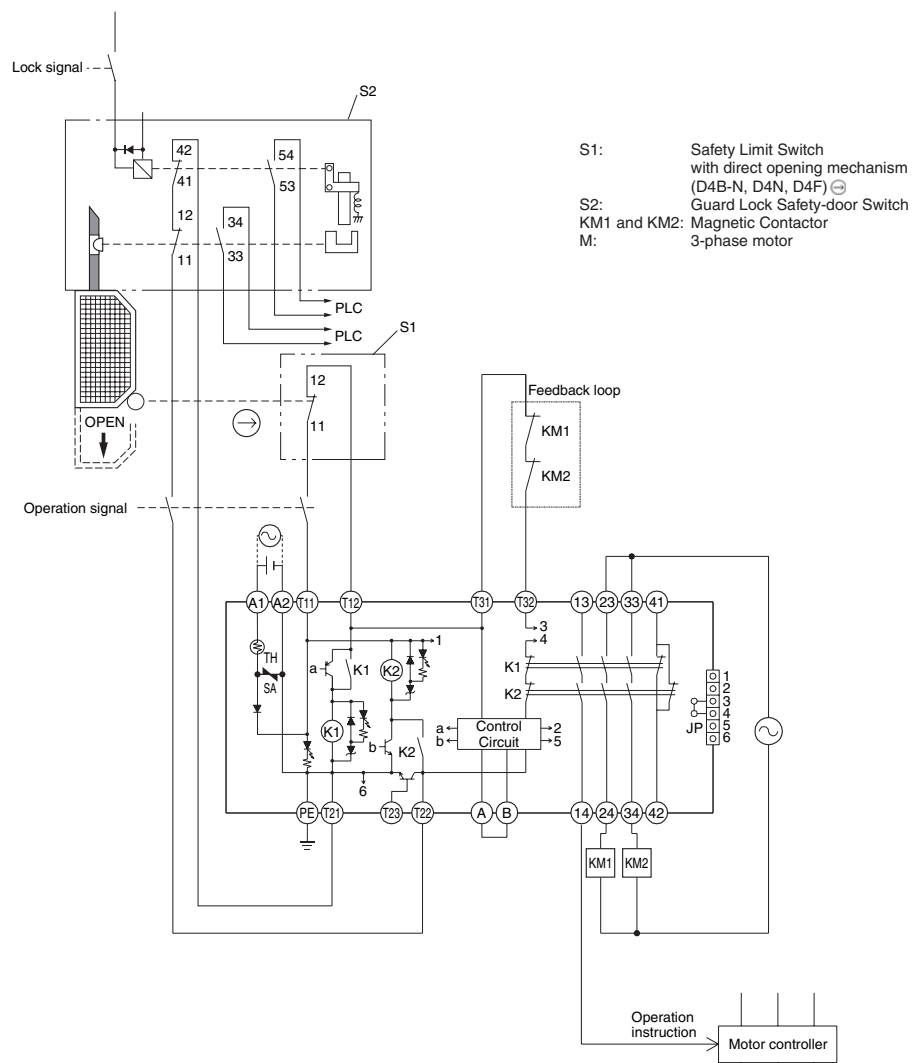 Lock signal
S2
42
54
41
53
12
34
11
33
PLC
PLC
S1:
Safety Limit Switch
with direct opening mechanism
(D4B-N, D4N, D4F)
S2:
Guard Lock Safety-door Switch
KM1 and KM2:
Magnetic Contactor
M:
3-phase motor
S1
12
11
OPEN
Feedback loop
KM1
KM2
Operation signal
A1
A2
T11
T12
T31
T32
13
23
33
41
TH
SA
a
K1
K2
1
3
4
K1
K2
K1
b
K2
a
b
Control
Circuit
2
5
6
JP
1
2
3
4
5
6
PE
T21
T23
T22
A
B
14
24
34
42
KM1
KM2
Operation
instruction
Motor controller